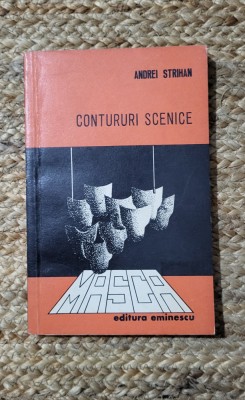 ANDREI STRIHAN
CONTURURI SCENICE
MASCA
editura eminescu